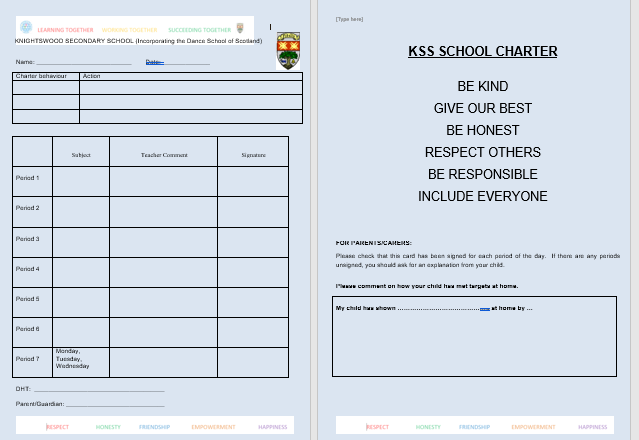 LEARNING TOGETHER WORKING TOGETHER SUCCEEDING TOGETHER
KNIGHTSWOOD SECONDARY SCHOOL (Incorporating the Dance School of Scotland)
Name: ____________________ Date: ____________
Charter behaviour Action
Subject Teacher Comment Signature
Period 1
Period 2
Period 3
Period 4
Period 5
Period 6
Period 7 Monday,
Tuesday,
Wednesday
DHT: ____________________
Parent/Guardian: ____________________
RESPECT HONESTY FRIENDSHIP EMPOWERMENT HAPPINESS
[Type here]
KSS SCHOOL CHARTER
BE KIND
GIVE OUR BEST
BE HONEST
RESPECT OTHERS
BE RESPONSIBLE
INCLUDE EVERYONE
FOR PARENTS/CARERS:
Please check that this card has been signed for each period of the day. If there are any periods
unsigned, you should ask for an explanation from your child.
Please comment on how your child has met targets at home.
My child has shown ........................................ at home by ...
RESPECT HONESTY FRIENDSHIP EMPOWERMENT HAPPINESS